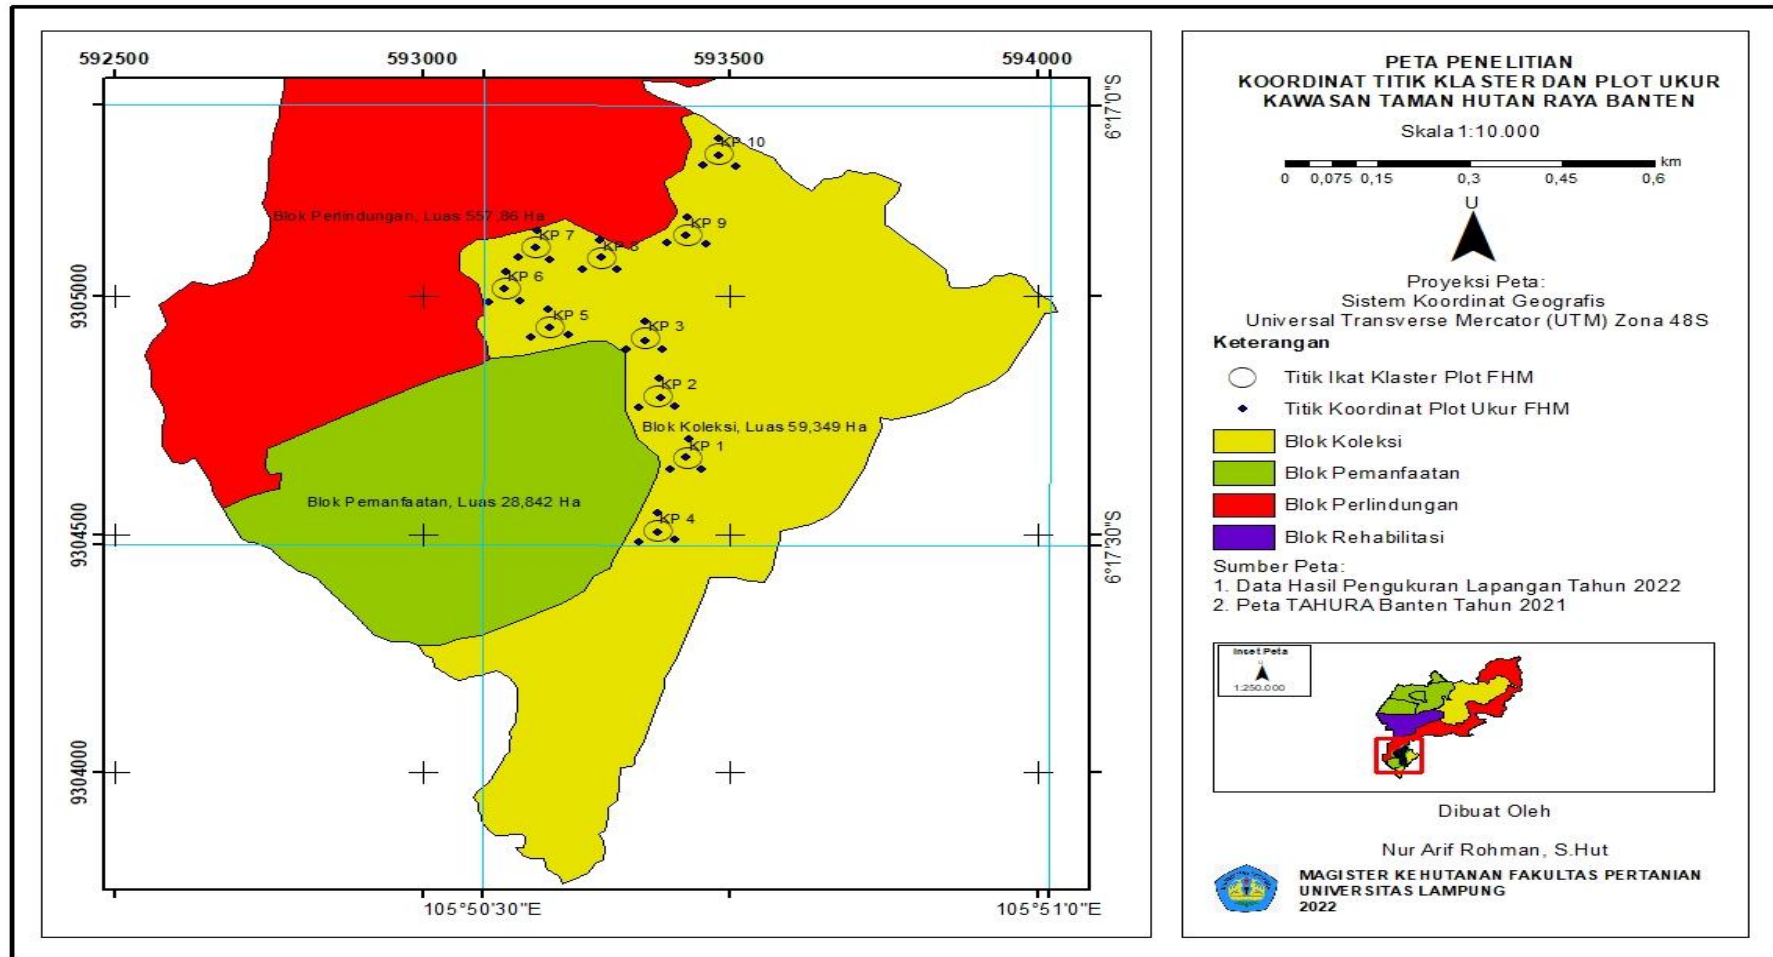 592500 593000 593500 594000
6°17'0"S
KP 10
Blok Perlindungan, Luas 557,86 Ha
KP 9
KP 7
KP 8
KP 6
9305000
KP 5
KP 3
KP 2
Blok Koleksi, Luas 59,349 Ha
KP 1
Blok Pemanfaatan, Luas 28,842 Ha
KP 4
9304500
6°17'30"S
9304000
105°50'30"E 105°51'0"E
PETA PENELITIAN
KOORDINAT TITIK KLASTER DAN PLOT UKUR
KAWASAN TAMAN HUTAN RAYA BANTEN
Skala 1:10.000
km
0 0,075 0,15 0,3 0,45 0,6
U
Proyeksi Peta:
Sistem Koordinat Geografis
Universal Transverse Mercator (UTM) Zona 48S
Keterangan
Titik Ikat Klaster Plot FHM
Titik Koordinat Plot Ukur FHM
Blok Koleksi
Blok Pemanfaatan
Blok Perlindungan
Blok Rehabilitasi
Sumber Peta:
1. Data Hasil Pengukuran Lapangan Tahun 2022
2. Peta TAHURA Banten Tahun 2021
Inset Peta
U
1:250.000
Dibuat Oleh
Nur Arif Rohman, S.Hut
MAGISTER KEHUTANAN FAKULTAS PERTANIAN
UNIVERSITAS LAMPUNG
2022